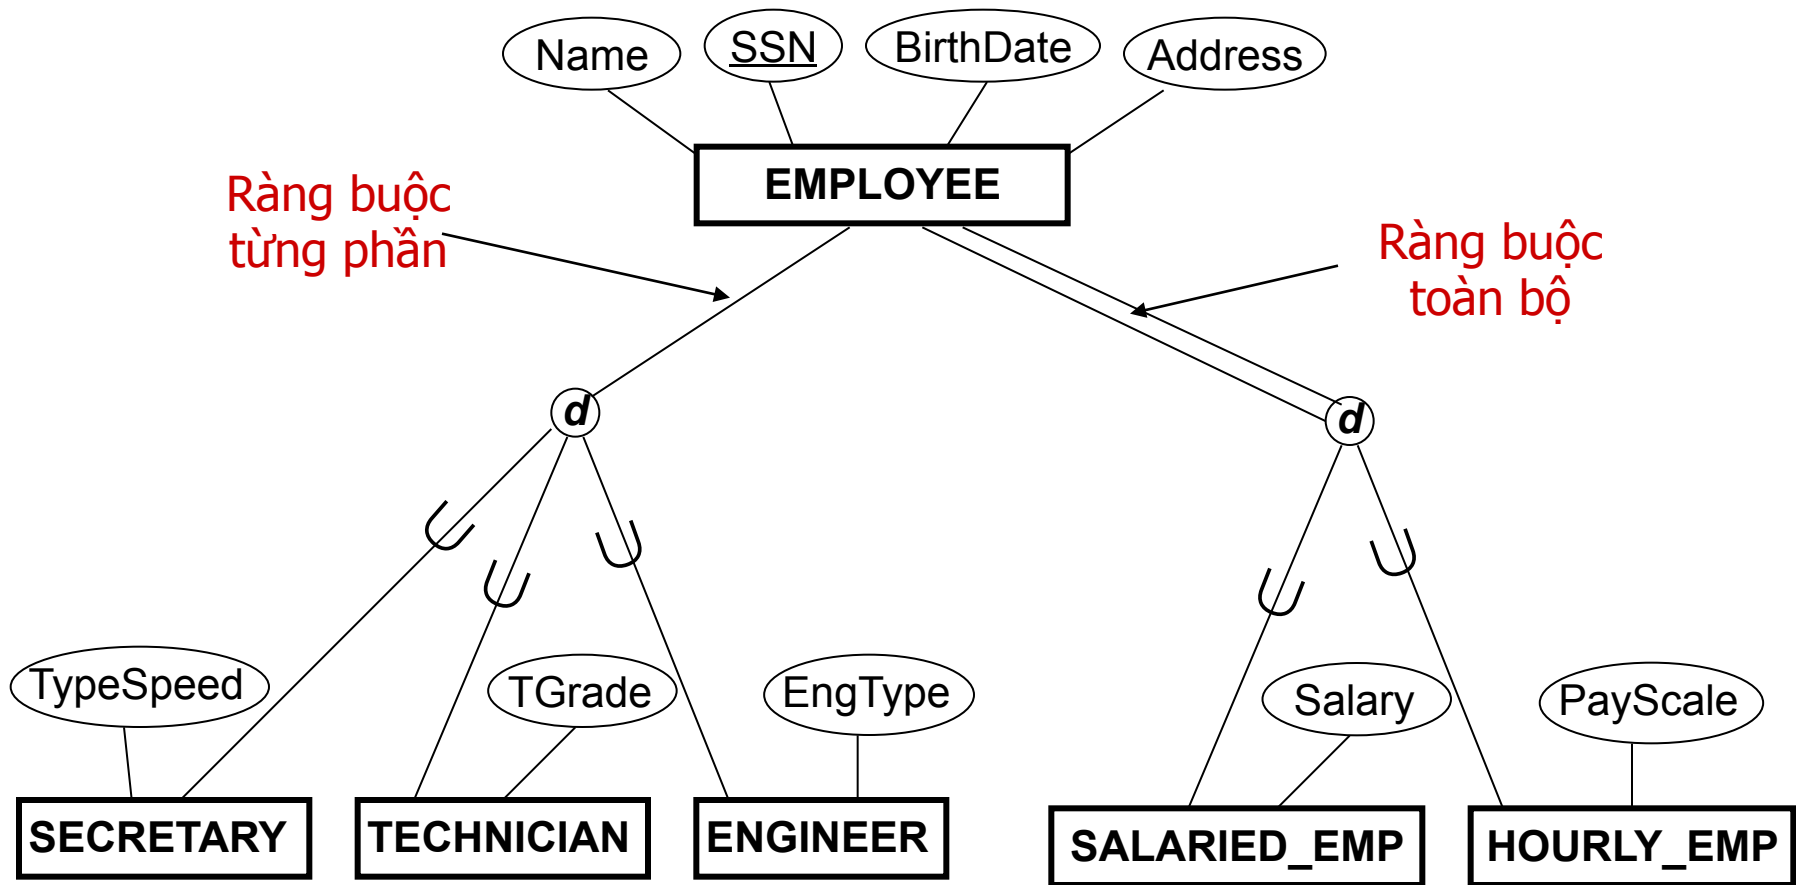 Name
SSN
BirthDate
Address
EMPLOYEE
Ràng buộc
từng phần
Ràng buộc
toàn bộ
d
d
TypeSpeed
TGrade
EngType
Salary
PayScale
SECRETARY
TECHNICIAN
ENGINEER
SALARIED_EMP
HOURLY_EMP